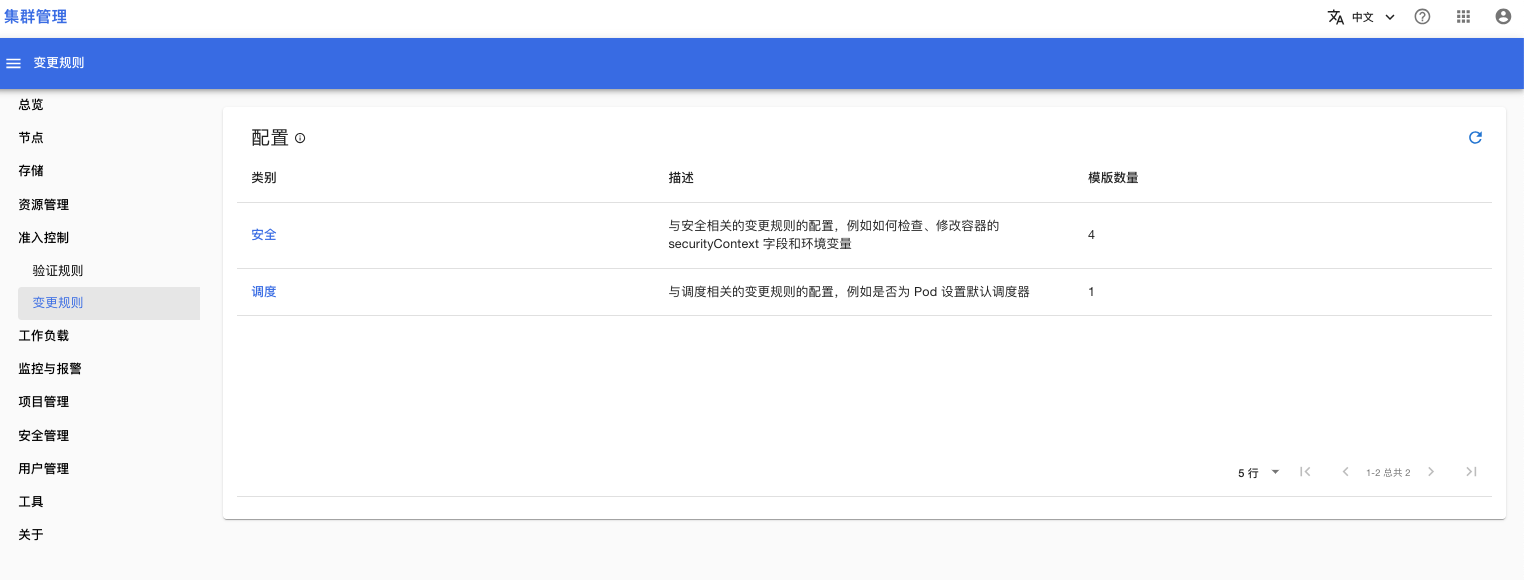 集群管理
中文
变更规则
总览
节点
存储
资源管理
准入控制
验证规则
变更规则
工作负载
监控与报警
项目管理
安全管理
用户管理
工具
关于
配置
类别 描述 模版数量
安全 与安全相关的变更规则的配置，例如如何检查、修改容器的
securityContext 字段和环境变量 4
调度 与调度相关的变更规则的配置，例如是否为 Pod 设置默认调度器 1
5 行 1-2 总共 2